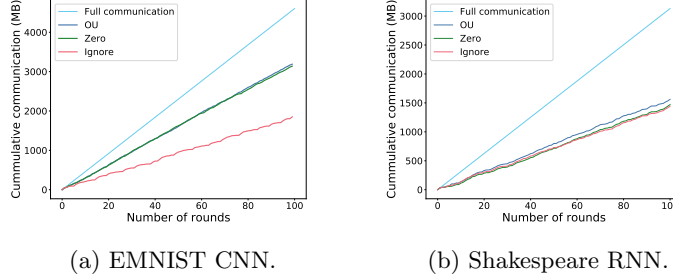 Full communication
OU
Zero
Ignore
Cummulative communication (MB)
4000
3000
2000
1000
0
0 20 40 60 80 100
Number of rounds
(a) EMNIST CNN.
Full communication
OU
Zero
Ignore
Cummulative communication (MB)
3000
2500
2000
1500
1000
500
0
0 20 40 60 80
Number of rounds
(b) Shakespeare RNN.